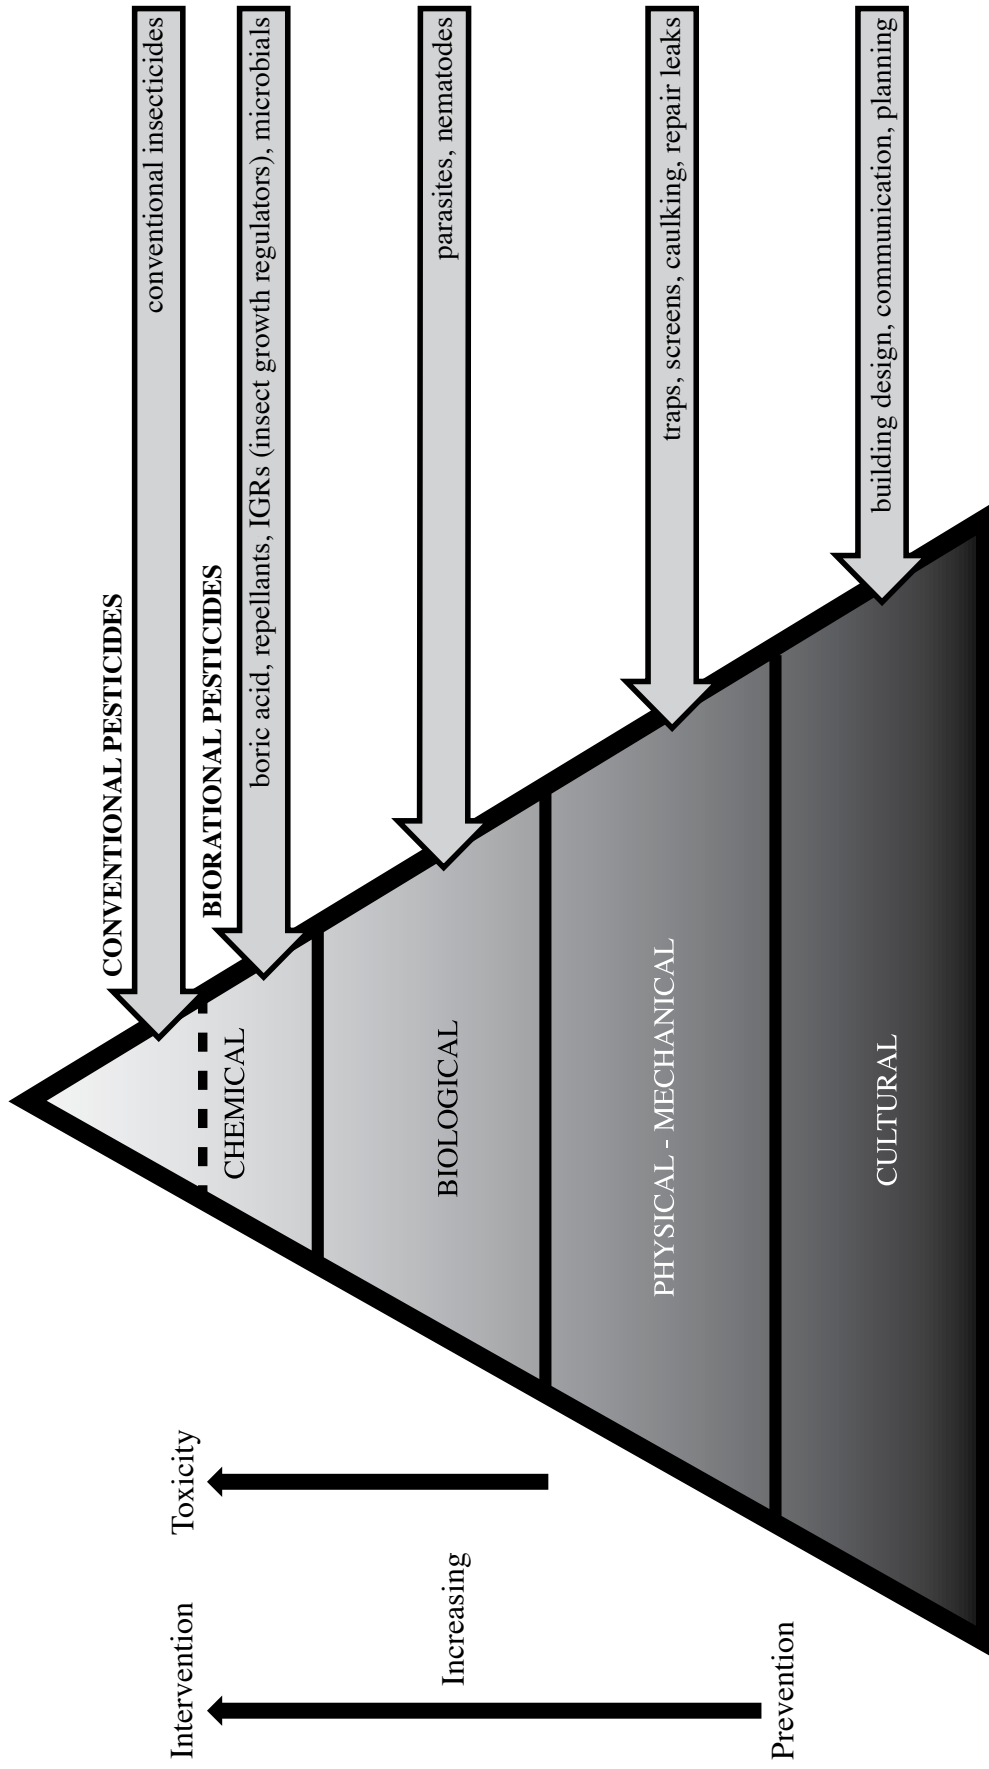 CONVENTIONAL PESTICIDES
conventional insecticides
BIORATIONAL PESTICIDES
boric acid, repellants, IGRs (insect growth regulators), microbials
parasites, nematodes
traps, screens, caulking, repair leaks
building design, communication, planning
CHEMICAL
BIOLOGICAL
PHYSICAL - MECHANICAL
CULTURAL
Toxicity
Intervention
Increasing
Prevention